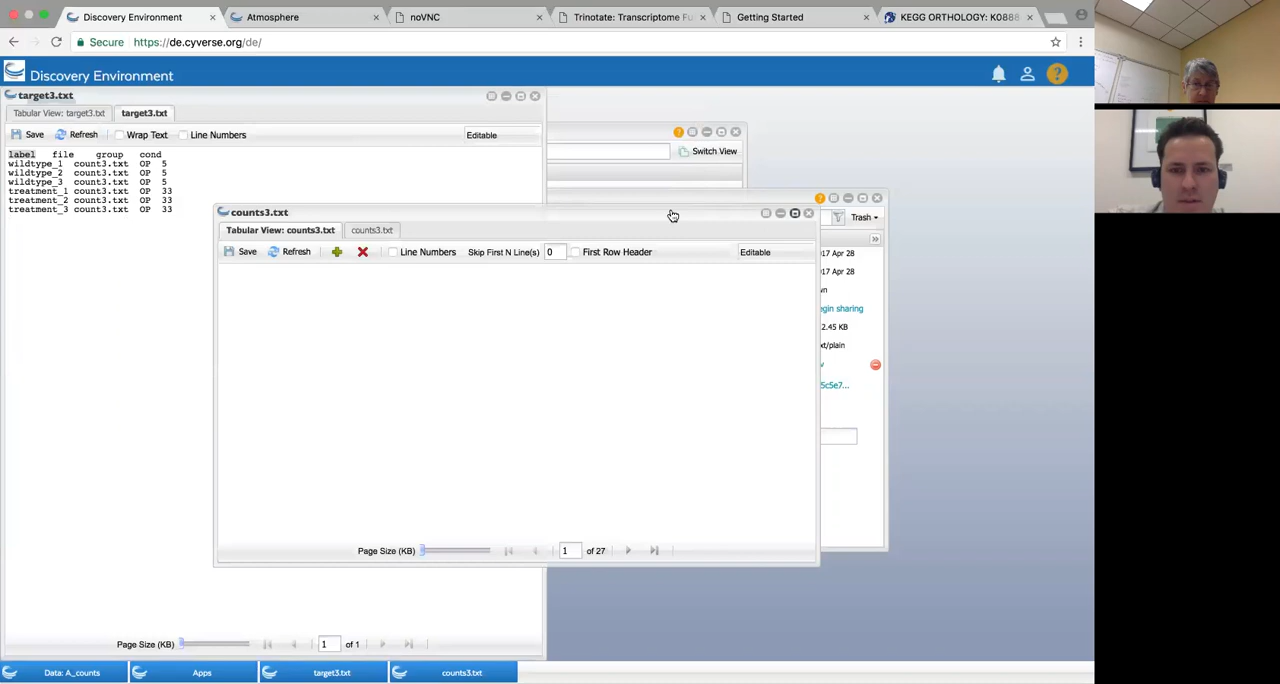 Discovery Environment
Atmosphere
noVNC
Trinotate: Transcriptome Fu
Getting Started
KEGG ORTHOLOGY: K0888
Secure https://de.cyverse.org/de/
Discovery Environment
target3.txt
Tabular View: target3.txt target3.txt
Save Refresh Wrap Text Line Numbers Editable
label file group cond
wildtype_1 count3.txt OP 5
wildtype_2 count3.txt OP 5
wildtype_3 count3.txt OP 5
treatment_1 count3.txt OP 33
treatment_2 count3.txt OP 33
treatment_3 count3.txt OP 33
Switch View
Trash
counts3.txt
Tabular View: counts3.txt counts3.txt
Save Refresh Line Numbers Skip First N Line(s) 0 First Row Header Editable
017 Apr 28
017 Apr 28
wn
egin sharing
2.45 KB
xt/plain
5c5e7...
Page Size (KB) 1 of 27
Page Size (KB) 1 of 1
Data: A_counts
Apps
target3.txt
counts3.txt